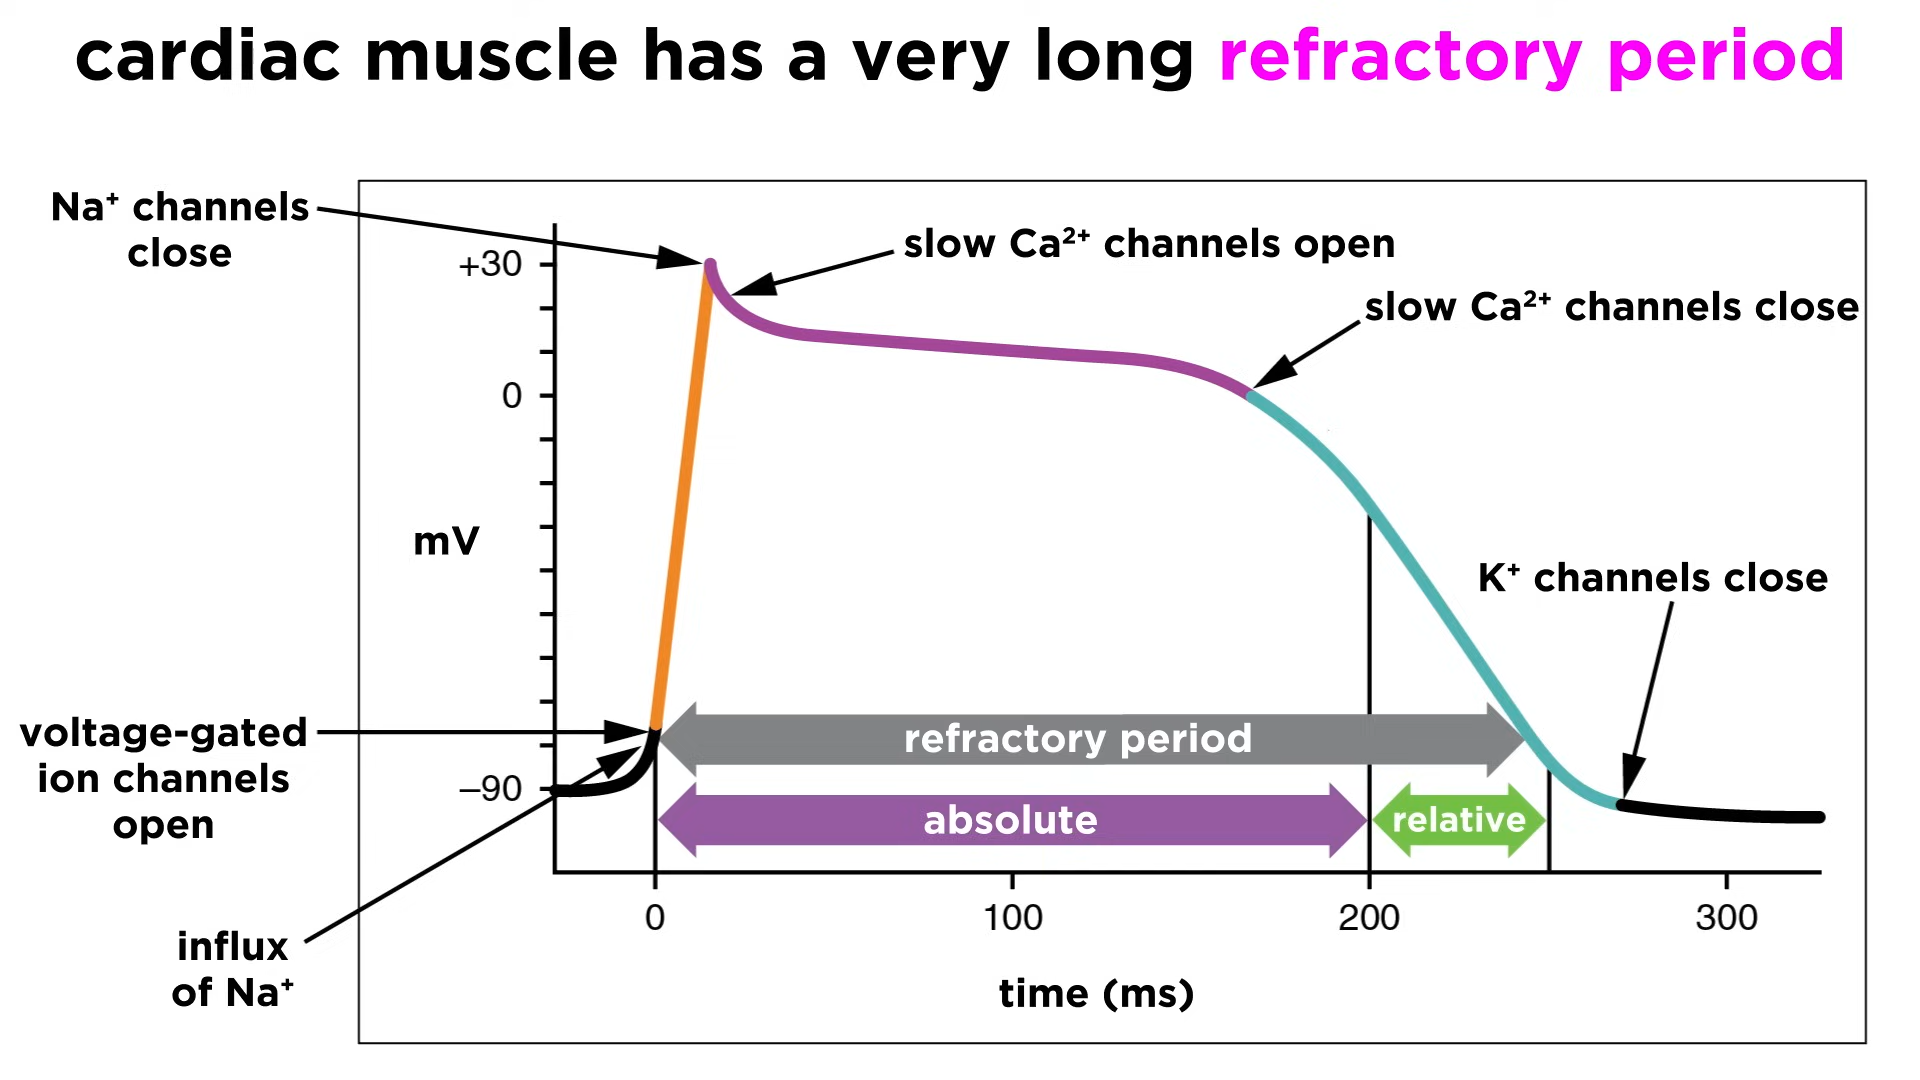 cardiac muscle has a very long refractory period
Na⁺ channels
close
slow Ca²⁺ channels open
+30
slow Ca²⁺ channels close
0
mV
K⁺ channels close
voltage-gated
ion channels
open
refractory period
–90
absolute
relative
0
100
200
300
influx
of Na⁺
time (ms)